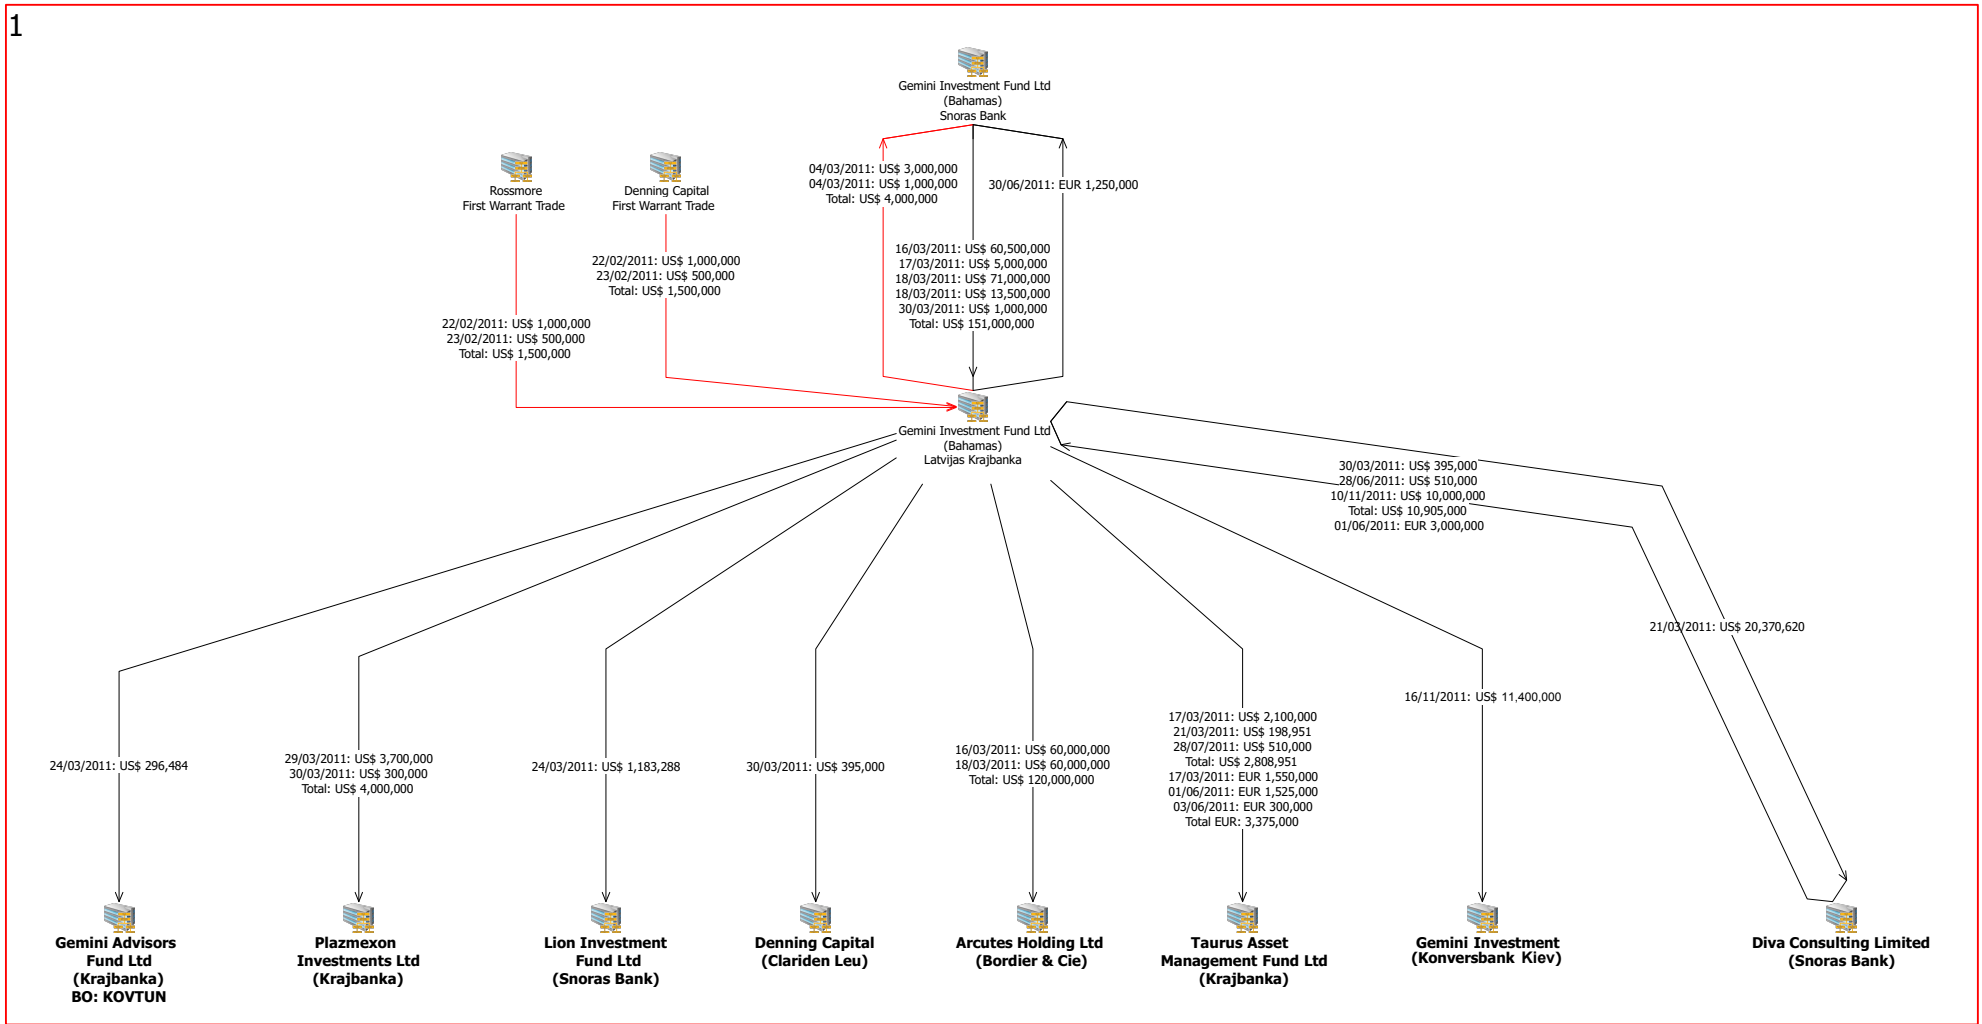 1
Gemini Investment Fund Ltd
(Bahamas)
Snoras Bank
Rossmore
First Warrant Trade
Denning Capital
First Warrant Trade
04/03/2011: US$ 3,000,000
04/03/2011: US$ 1,000,000
Total: US$ 4,000,000
30/06/2011: EUR 1,250,000
22/02/2011: US$ 1,000,000
23/02/2011: US$ 500,000
Total: US$ 1,500,000
16/03/2011: US$ 60,500,000
17/03/2011: US$ 5,000,000
18/03/2011: US$ 71,000,000
18/03/2011: US$ 13,500,000
30/03/2011: US$ 1,000,000
Total: US$ 151,000,000
22/02/2011: US$ 1,000,000
23/02/2011: US$ 500,000
Total: US$ 1,500,000
Gemini Investment Fund Ltd
(Bahamas)
Latvijas Krajbanka
30/03/2011: US$ 395,000
28/06/2011: US$ 510,000
10/11/2011: US$ 10,000,000
Total: US$ 10,905,000
01/06/2011: EUR 3,000,000
21/03/2011: US$ 20,370,620
24/03/2011: US$ 296,484
29/03/2011: US$ 3,700,000
30/03/2011: US$ 300,000
Total: US$ 4,000,000
24/03/2011: US$ 1,183,288
30/03/2011: US$ 395,000
16/03/2011: US$ 60,000,000
18/03/2011: US$ 60,000,000
Total: US$ 120,000,000
17/03/2011: US$ 2,100,000
21/03/2011: US$ 198,951
28/07/2011: US$ 510,000
Total: US$ 2,808,951
17/03/2011: EUR 1,550,000
01/06/2011: EUR 1,525,000
03/06/2011: EUR 300,000
Total EUR: 3,375,000
16/11/2011: US$ 11,400,000
Gemini Advisors
Fund Ltd
(Krajbanka)
BO: KOVTUN
Plazmexon
Investments Ltd
(Krajbanka)
Lion Investment
Fund Ltd
(Snoras Bank)
Denning Capital
(Clariden Leu)
Arcutes Holding Ltd
(Bordier & Cie)
Taurus Asset
Management Fund Ltd
(Krajbanka)
Gemini Investment
(Konversbank Kiev)
Diva Consulting Limited
(Snoras Bank)